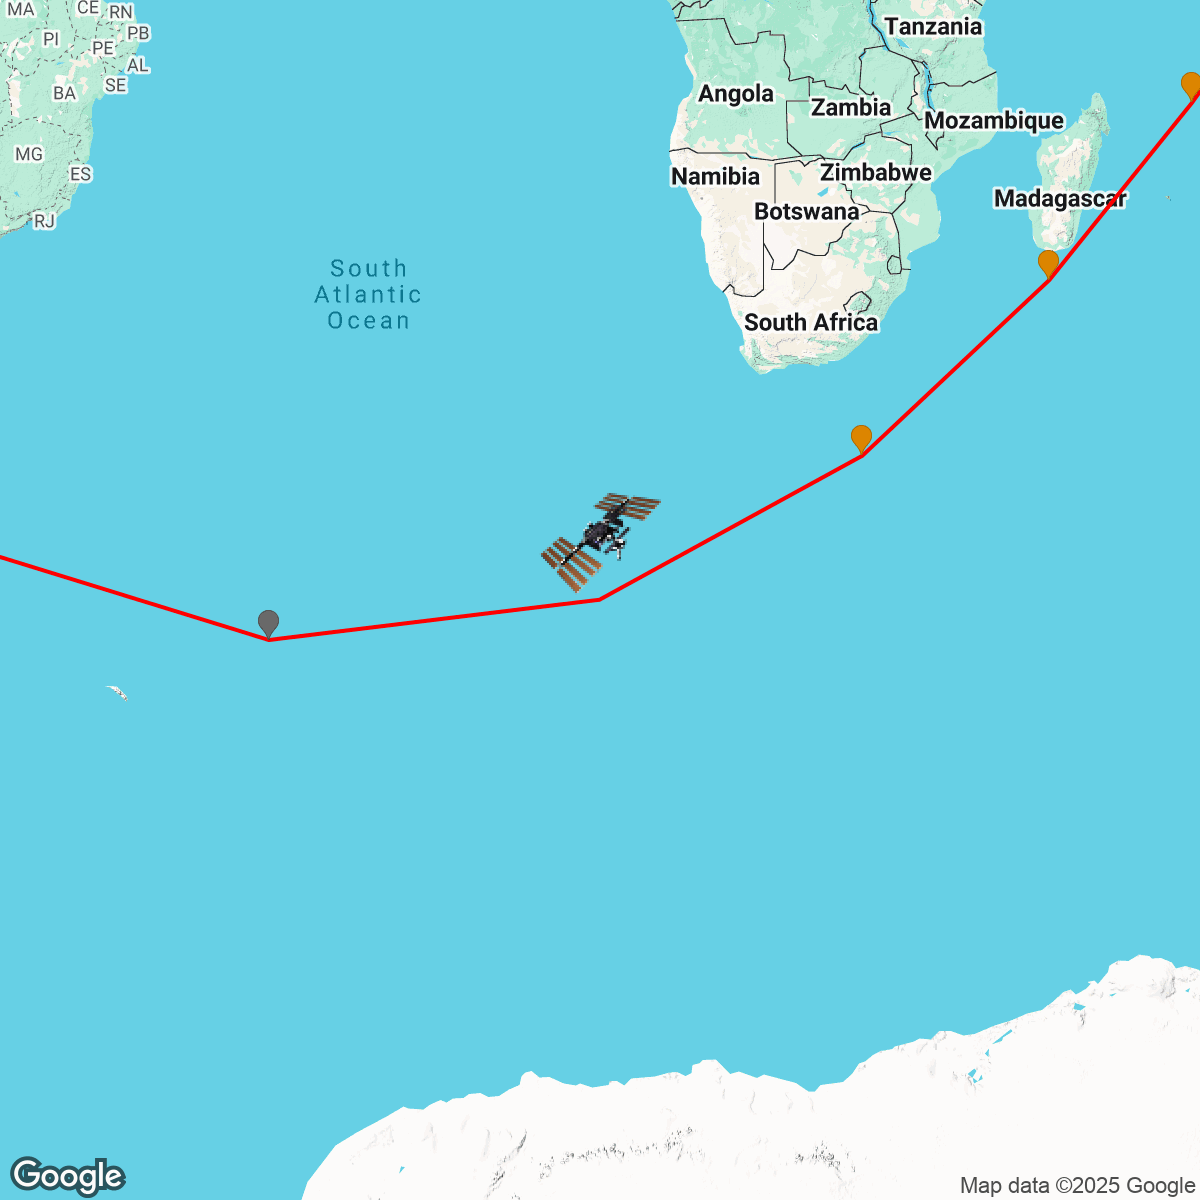 MA
CE
RN
PI
PE
PB
AL
BA
SE
MG
ES
RJ
Tanzania
Angola
Zambia
Mozambique
Namibia
Zimbabwe
Botswana
Madagascar
South Africa
South
Atlantic
Ocean
Google
Map data ©2025 Google